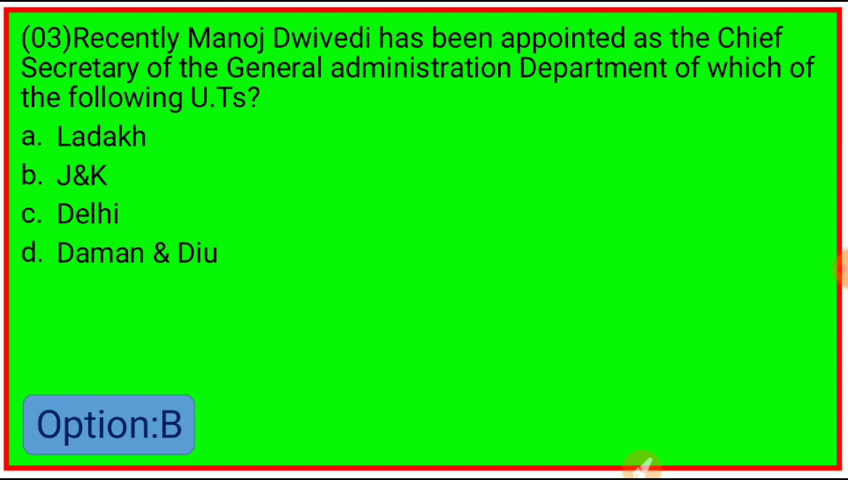 (03)Recently Manoj Dwivedi has been appointed as the Chief
Secretary of the General administration Department of which of
the following U.Ts?
a. Ladakh
b. J&K
c. Delhi
d. Daman & Diu
Option:B